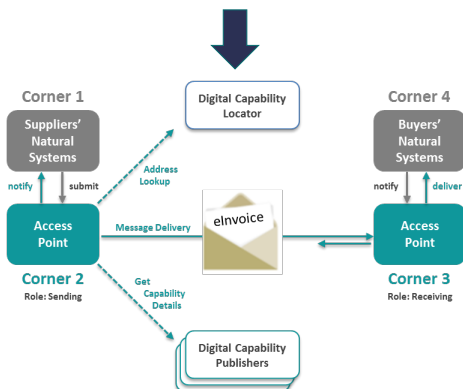 Corner 1
Suppliers'
Natural
Systems
Digital Capability
Locator
Corner 4
Buyers'
Natural
Systems
notify
submit
Address
Lookup
notify
deliver
Access
Point
Message Delivery
eInvoice
Access
Point
Corner 2
Role: Sending
Get
Capability
Details
Corner 3
Role: Receiving
Digital Capability
Publishers